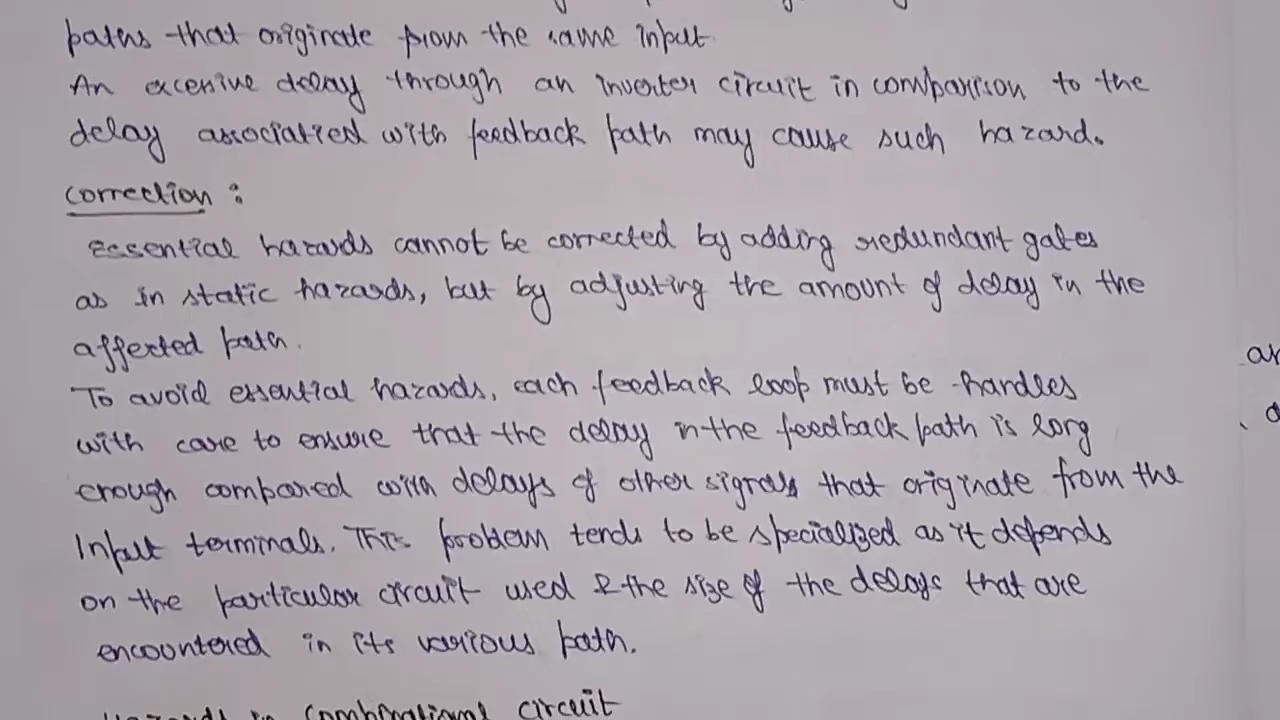 paths that originate from the same input.
An excessive delay through an inverter circuit in comparison to the
delay associated with feedback path may cause such hazard.
Correction :
Essential hazards cannot be corrected by adding redundant gates
as in static hazards, but by adjusting the amount of delay in the
affected path.
To avoid essential hazards, each feedback loop must be handles
with care to ensure that the delay in the feedback path is long
enough compared with delays of other signals that originate from the
Input terminals. This problem tends to be specialized as it depends
on the particular circuit used & the size of the delays that are
encountered in its various path.
Hazards in combinational circuit